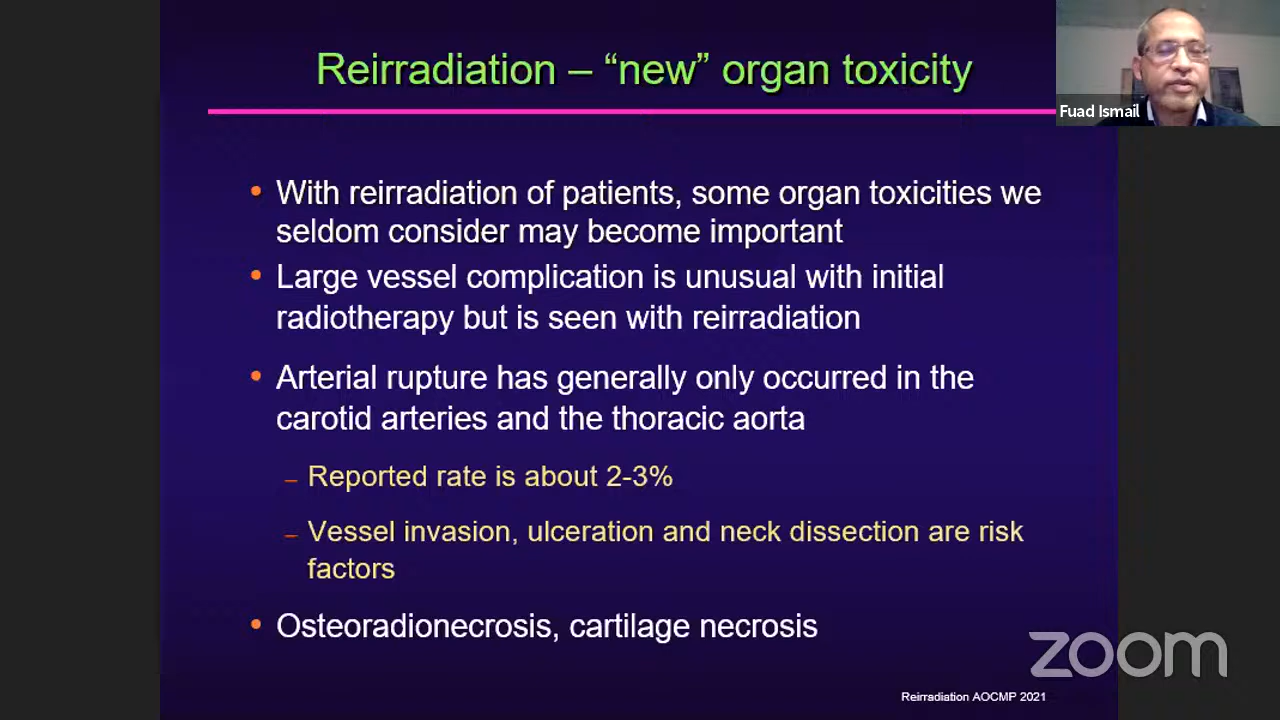 Reirradiation – “new” organ toxicity
Fuad Ismail
• With reirradiation of patients, some organ toxicities we
seldom consider may become important
• Large vessel complication is unusual with initial
radiotherapy but is seen with reirradiation
• Arterial rupture has generally only occurred in the
carotid arteries and the thoracic aorta
– Reported rate is about 2-3%
– Vessel invasion, ulceration and neck dissection are risk
factors
• Osteoradionecrosis, cartilage necrosis
zoom
Reirradiation AOCMP 2021